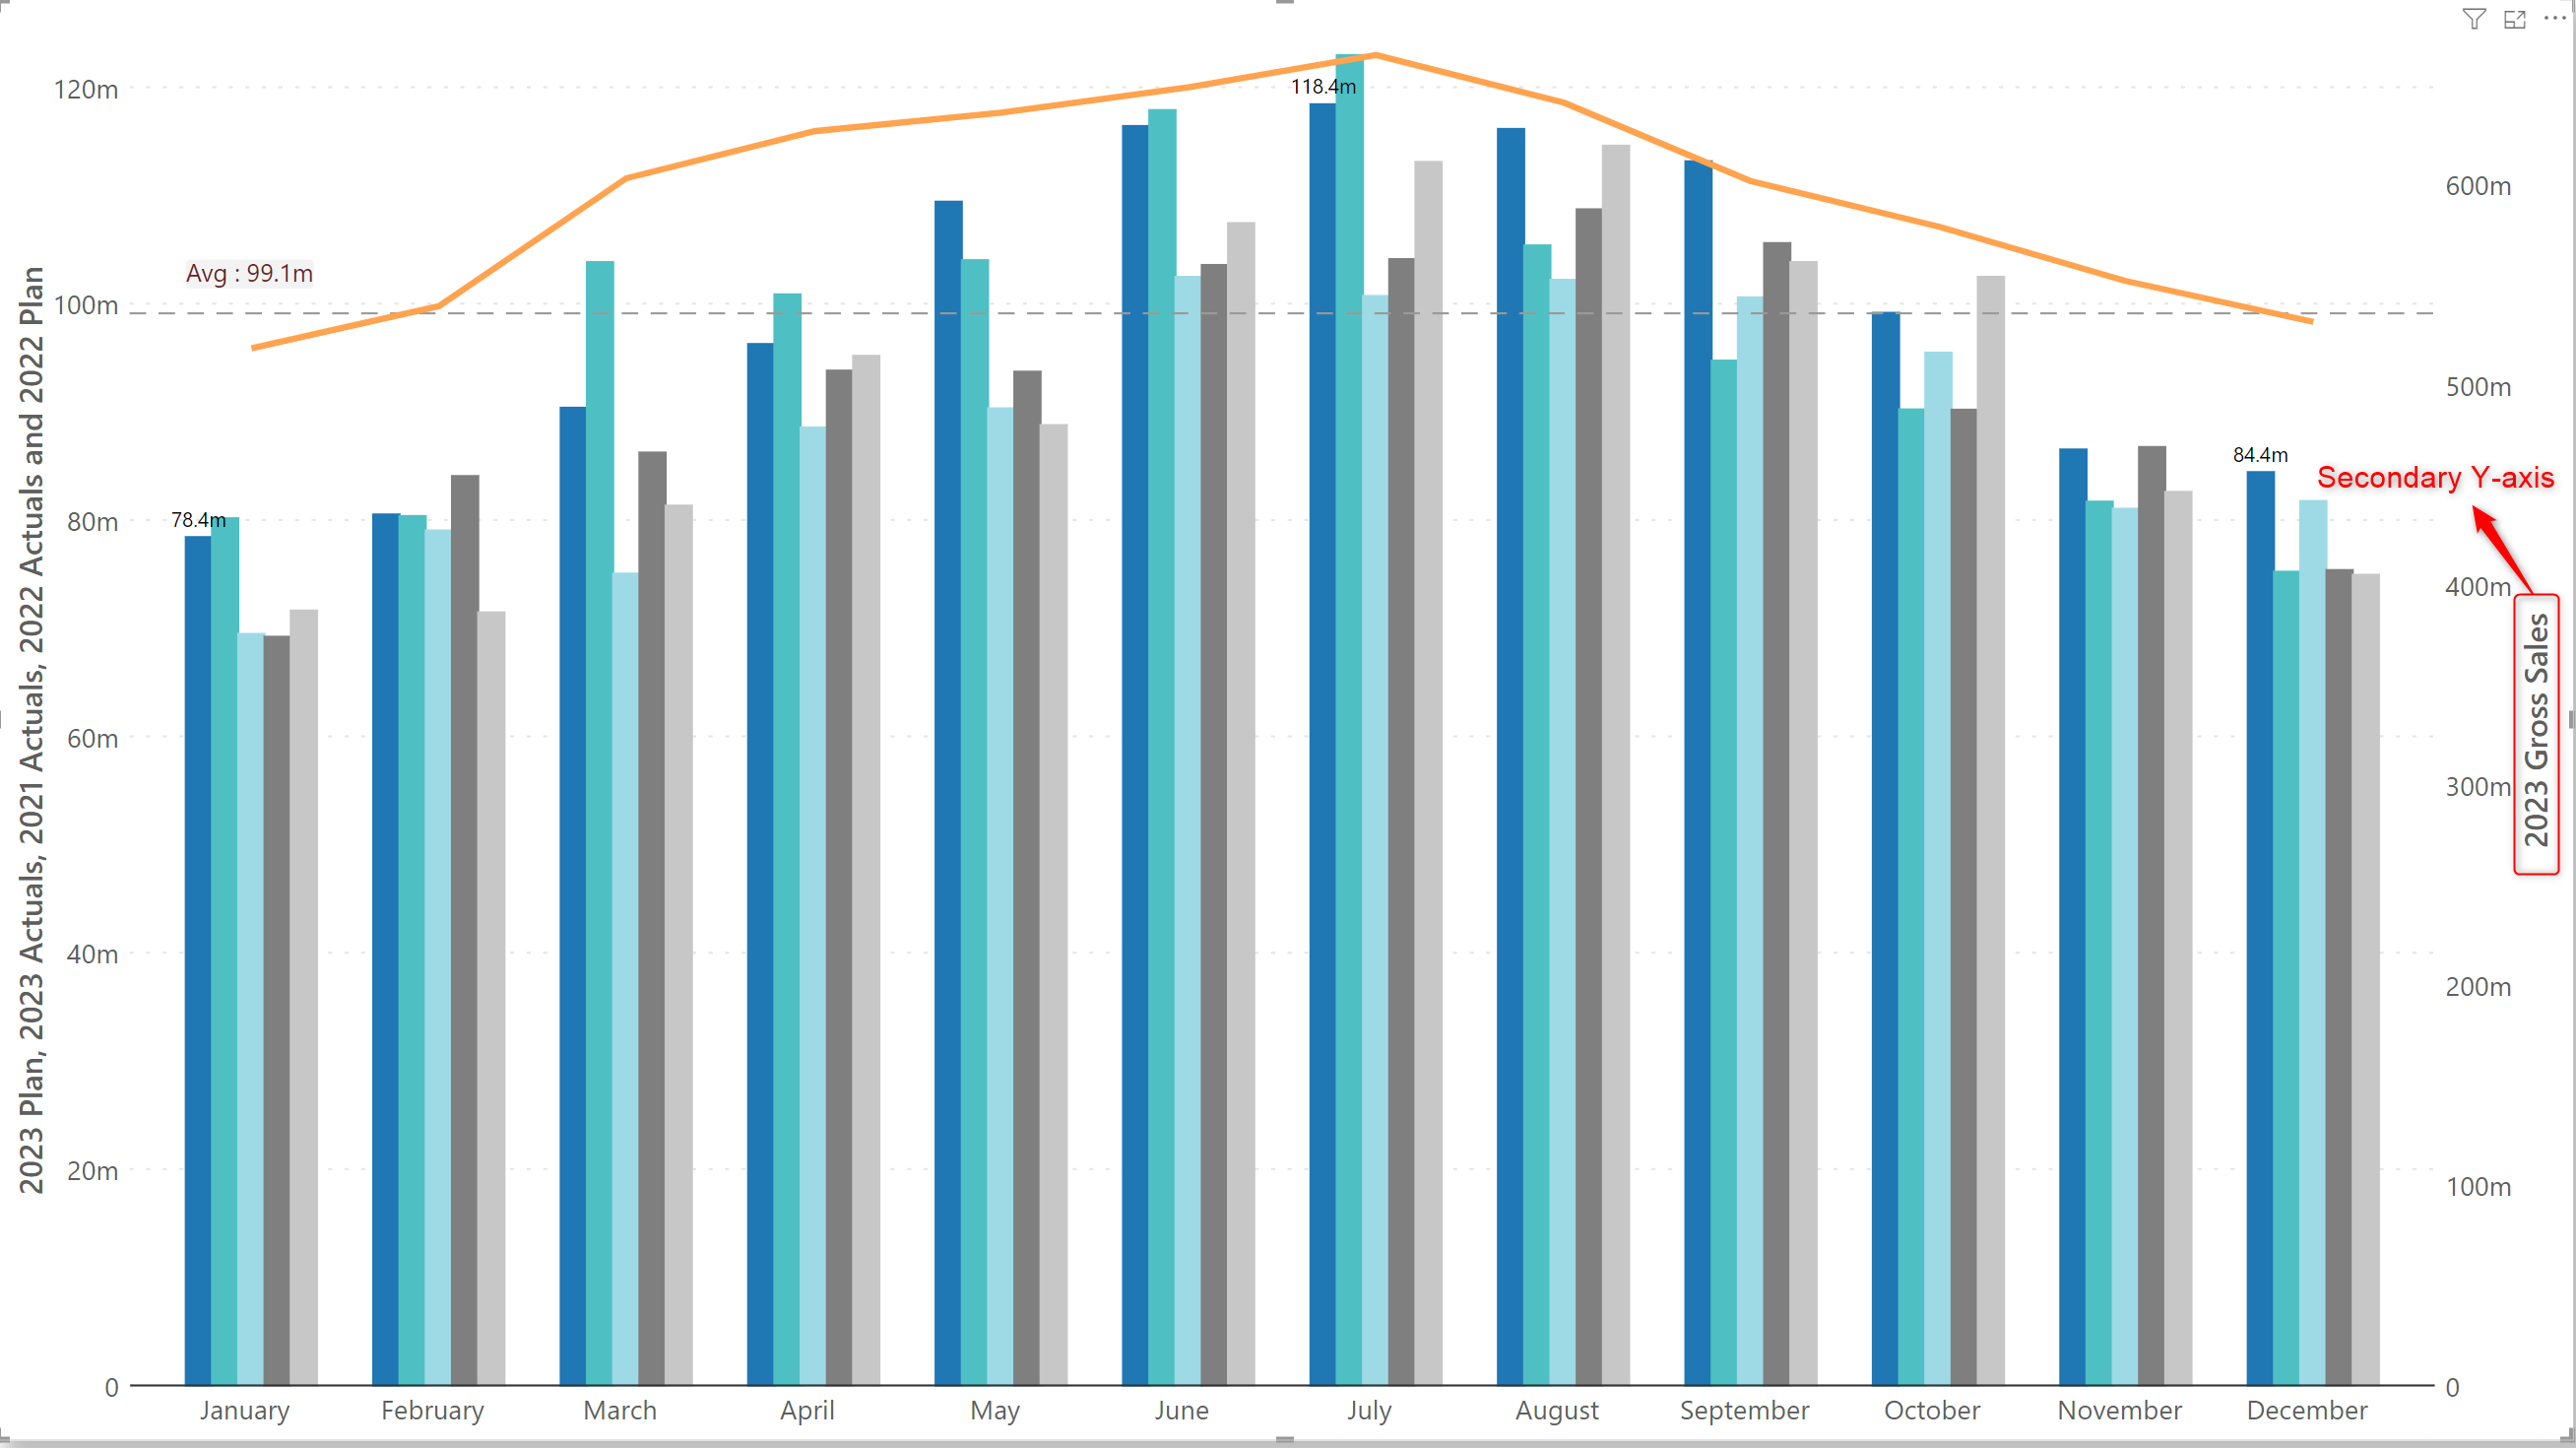 2023 Plan, 2023 Actuals, 2021 Actuals, 2022 Actuals and 2022 Plan
120m
100m
80m
60m
40m
20m
0
Avg : 99.1m
78.4m
118.4m
84.4m
Secondary Y-axis
600m
500m
400m
300m
200m
100m
0
2023 Gross Sales
January
February
March
April
May
June
July
August
September
October
November
December